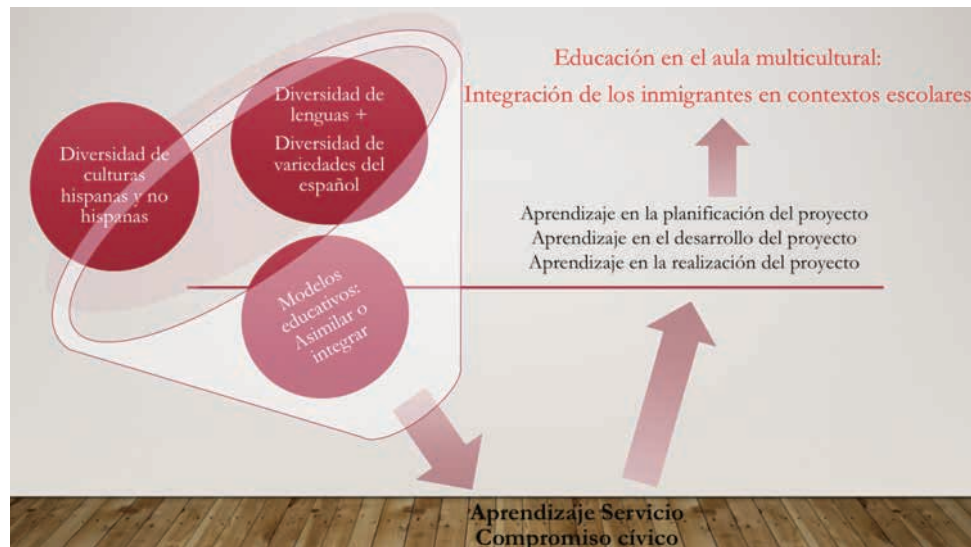 Educación en el aula multicultural:
Integración de los inmigrantes en contextos escolares
Diversidad de
lenguas +
Diversidad de
variedades del
español
Diversidad de
culturas
hispanas y no
hispanas
Modelos
educativos:
Asimilar o
integrar
Aprendizaje en la planificación del proyecto
Aprendizaje en el desarrollo del proyecto
Aprendizaje en la realización del proyecto
Aprendizaje Servicio
Compromiso cívico